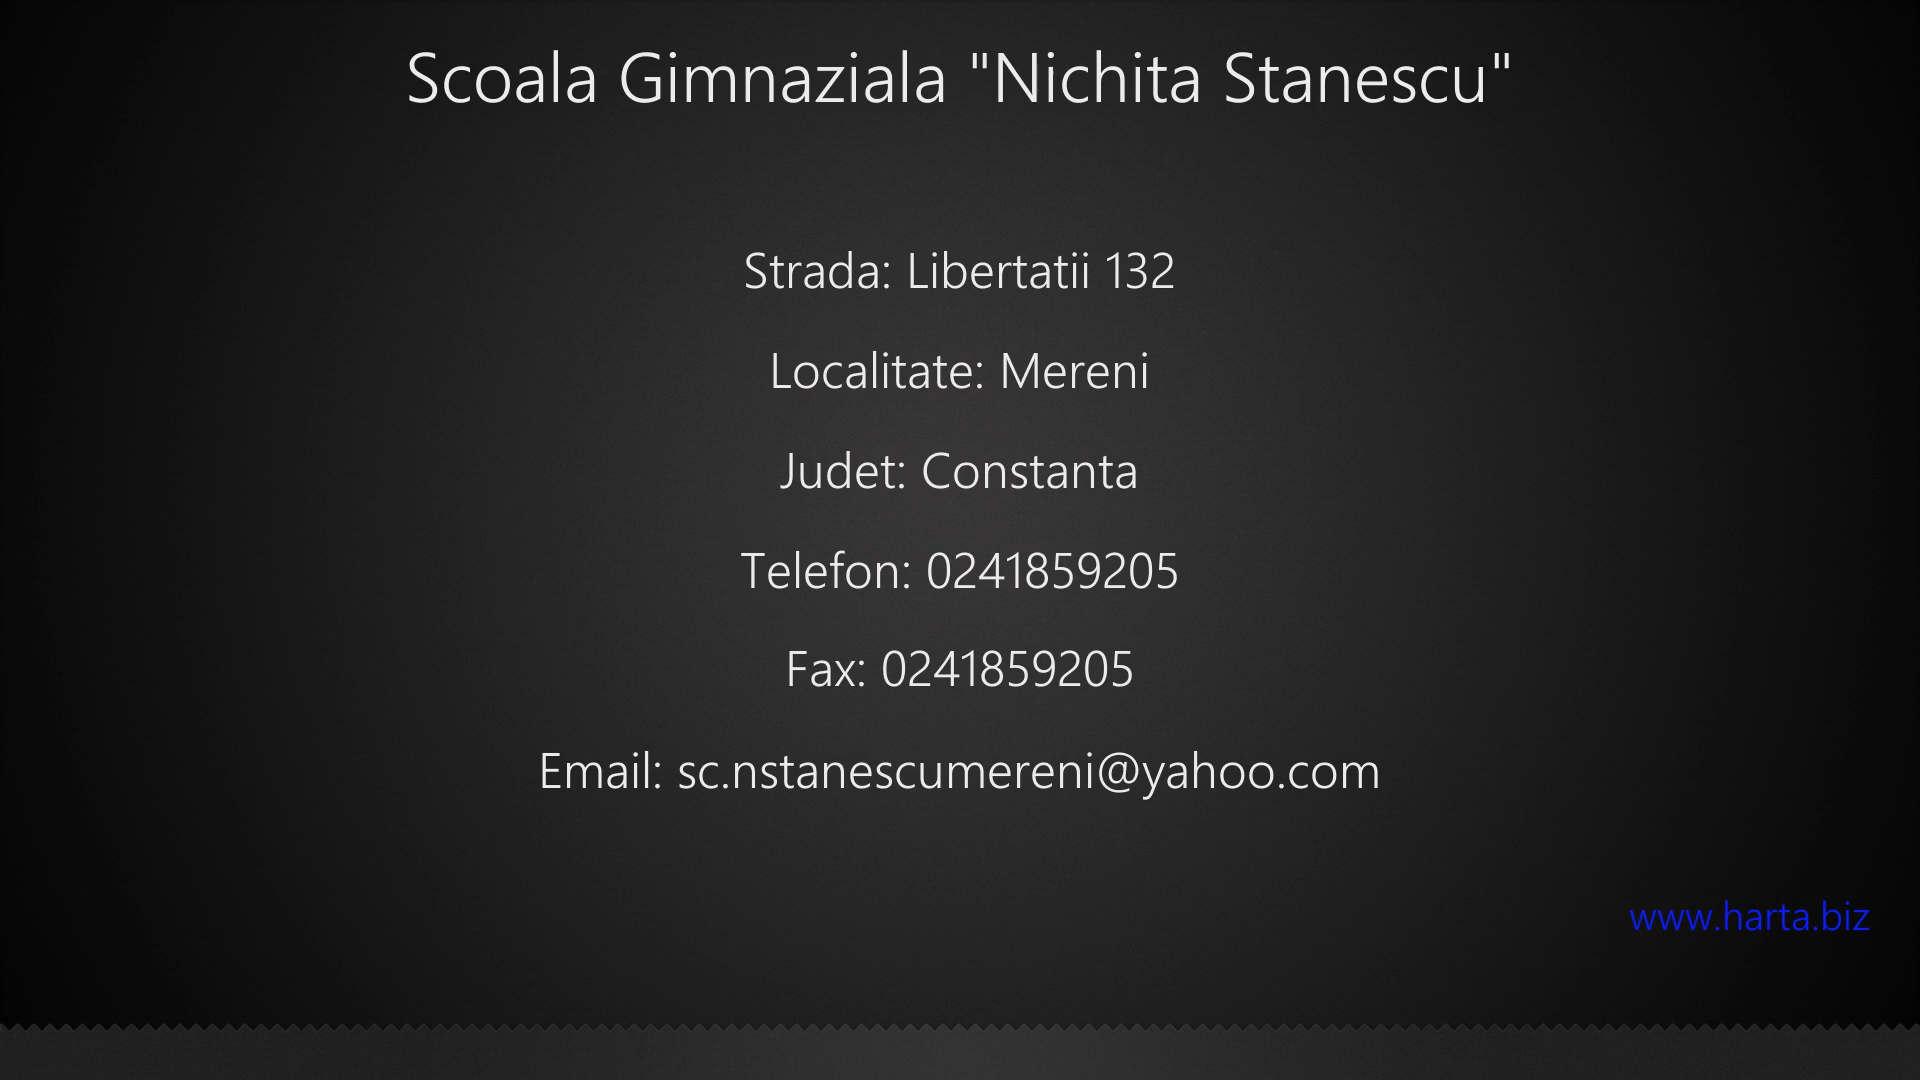 Scoala Gimnaziala "Nichita Stanescu"
Strada: Libertatii 132
Localitate: Mereni
Judet: Constanta
Telefon: 0241859205
Fax: 0241859205
Email: sc.nstanescumereni@yahoo.com
www.harta.biz